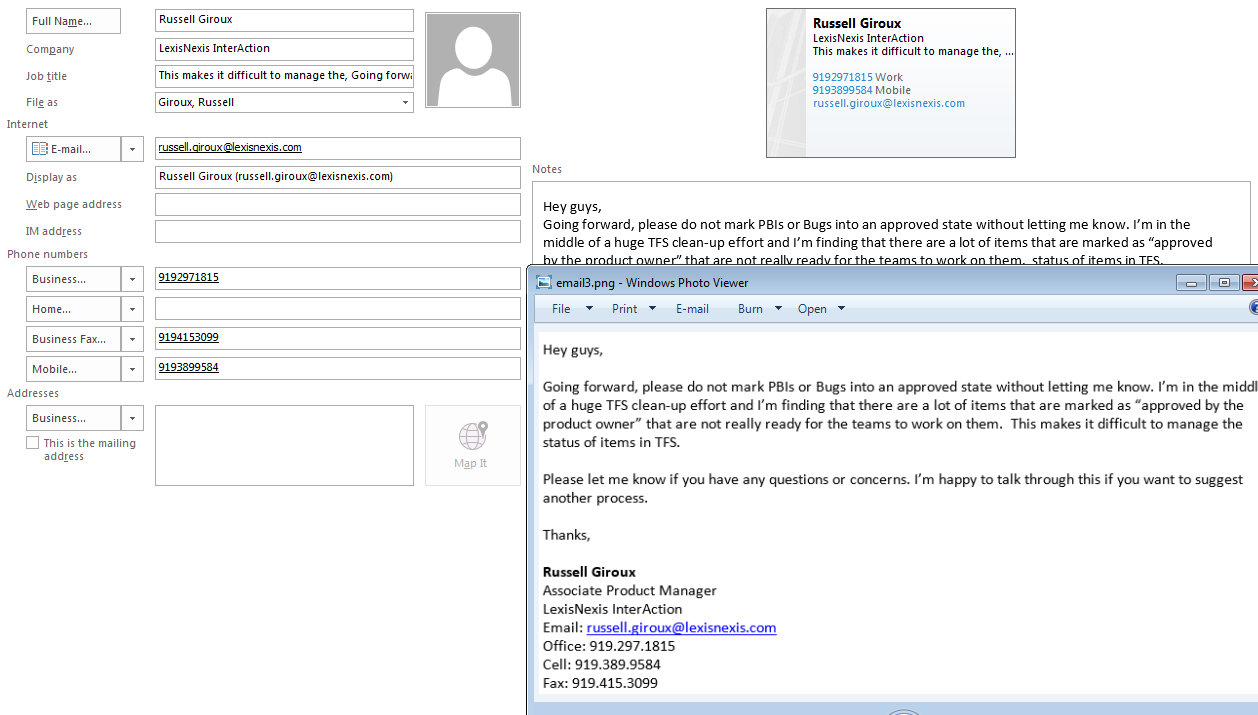 Full Name...
Russell Giroux
Company
LexisNexis InterAction
Job title
This makes it difficult to manage the, Going forwa
File as
Giroux, Russell
Internet
E-mail...
russell.giroux@lexisnexis.com
Display as
Russell Giroux (russell.giroux@lexisnexis.com)
Web page address
IM address
Phone numbers
Business...
9192971815
Home...
Business Fax...
9194153099
Mobile...
9193899584
Addresses
Business...
This is the mailing
address
Map It
Russell Giroux
LexisNexis InterAction
This makes it difficult to manage the, ...
9192971815 Work
9193899584 Mobile
russell.giroux@lexisnexis.com
Notes
Hey guys,
Going forward, please do not mark PBIs or Bugs into an approved state without letting me know. I’m in the
middle of a huge TFS clean-up effort and I’m finding that there are a lot of items that are marked as “approved
by the product owner” that are not really ready for the teams to work on them. status of items in TFS.
email3.png - Windows Photo Viewer
File Print E-mail Burn Open
Hey guys,
Going forward, please do not mark PBIs or Bugs into an approved state without letting me know. I’m in the middl
of a huge TFS clean-up effort and I’m finding that there are a lot of items that are marked as “approved by the
product owner” that are not really ready for the teams to work on them. This makes it difficult to manage the
status of items in TFS.
Please let me know if you have any questions or concerns. I’m happy to talk through this if you want to suggest
another process.
Thanks,
Russell Giroux
Associate Product Manager
LexisNexis InterAction
Email: russell.giroux@lexisnexis.com
Office: 919.297.1815
Cell: 919.389.9584
Fax: 919.415.3099